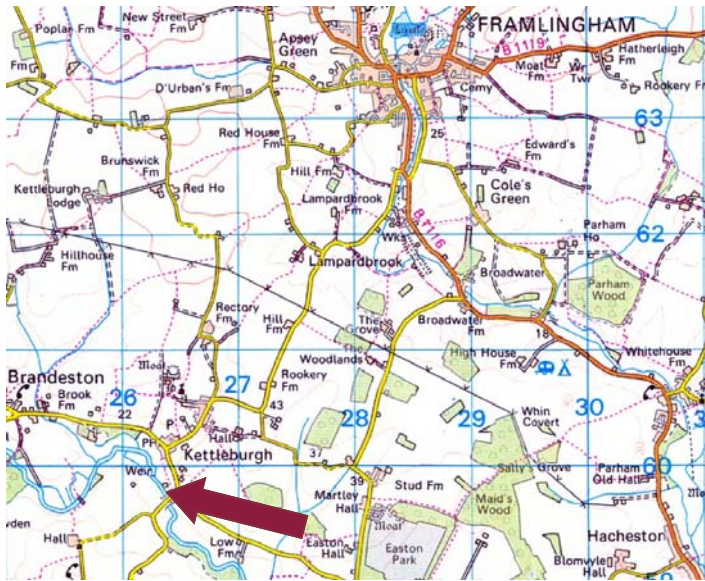 New Street Fm
Poplar Fm
FRAMLINGHAM
Apsey
Green
B 1119
Hatherleigh
Fm
Moat
Fm
Wr
Twr
Fm
D'Urban's Fm
Cemy
Rookery Fm
63
Red House
Fm
25
Brunswick
Fm
Edward's
Fm
Hill Fm
Kettleburgh
Lodge
Red Ho
Cole's
Green
Lampardbrook
Fm
B 1116
Parham
Ho
62
Wks
Hillhouse
Fm
Lampardbrook
Broadwater
Parham
Wood
Rectory
Fm
Hill
Fm
The
Grove
Broadwater
Fm
18
The
Woodlands
High House
Fm
Whitehouse
Fm
Moat
Brandeston
Rookery
Fm
Brook
Fm
26
27
28
29
30
22
43
Whin
Covert
P
PH
Hall
Kettleburgh
37
Weir
39
Salty's Grove
60
Parham
Old Hall
Stud Fm
Martley
Hall
Maid's
Wood
Moat
Hall
Low
Fm
Easton
Hall
Easton
Park
Hacheston
Blomvyle
Hall